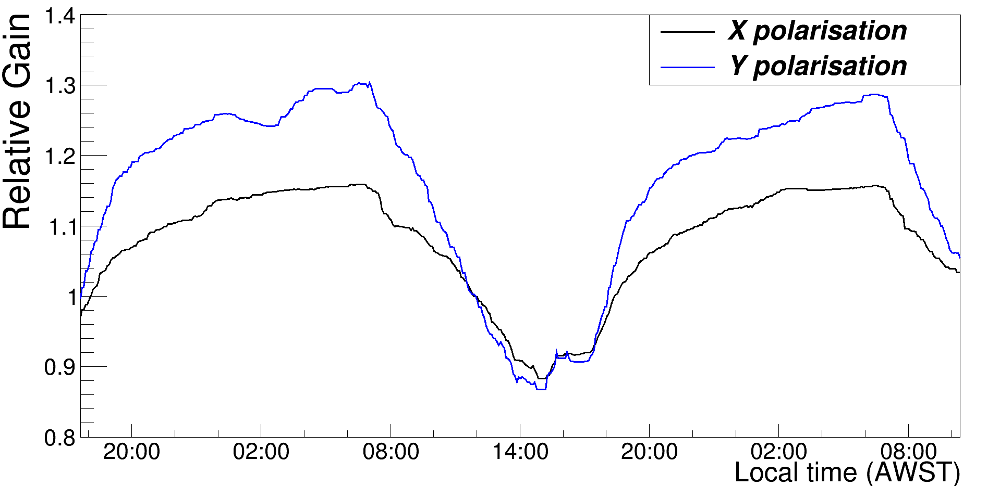 Relative Gain
1.4
1.3
1.2
1.1
1
0.9
0.8
X polarisation
Y polarisation
20:00 02:00 08:00 14:00 20:00 02:00 08:00
Local time (AWST)